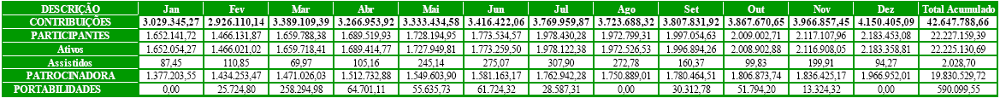 DESCRIÇÃO Jan Fev Mar Abr Mai Jun Jul Ago Set Out Nov Dez Total Acumulado
CONTRIBUIÇÕES 3.029.345,27 2.926.110,14 3.389.109,39 3.266.953,92 3.333.434,58 3.416.422,06 3.769.959,87 3.723.688,32 3.807.831,92 3.867.670,65 3.966.857,45 4.150.405,09 42.647.788,66
PARTICIPANTES 1.652.141,72 1.466.131,87 1.659.788,38 1.689.519,93 1.728.194,95 1.773.534,57 1.978.430,28 1.972.799,31 1.997.054,63 2.009.002,71 2.117.107,96 2.183.453,08 22.227.159,39
Ativos 1.652.054,27 1.466.021,02 1.659.718,41 1.689.414,77 1.727.949,81 1.773.259,50 1.978.122,38 1.972.526,53 1.996.894,26 2.008.902,88 2.116.908,05 2.183.358,81 22.225.130,69
Assistidos 87,45 110,85 69,97 105,16 245,14 275,07 307,90 272,78 160,37 99,83 199,91 94,27 2.028,70
PATROCINADORA 1.377.203,55 1.434.253,47 1.471.026,03 1.512.732,88 1.549.603,90 1.581.163,17 1.762.942,28 1.750.889,01 1.780.464,51 1.806.873,74 1.836.425,17 1.966.952,01 19.830.529,72
PORTABILIDADES 0,00 25.724,80 258.294,98 64.701,11 55.635,73 61.724,32 28.587,31 0,00 30.312,78 51.794,20 13.324,32 0,00 590.099,55